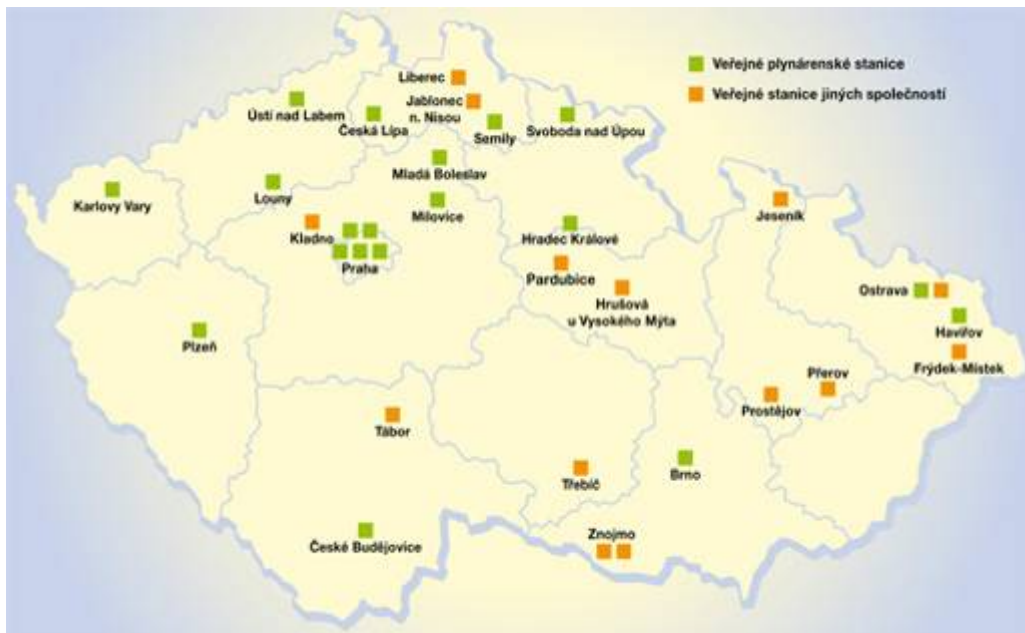 Veřejné plynárenské stanice
Veřejné stanice jiných společností
Liberec
Jablonec
n. Nisou
Ústí nad Labem
Česká Lípa
Semily
Svoboda nad Úpou
Mladá Boleslav
Karlovy Vary
Louny
Milovice
Jeseník
Kladno
Hradec Králové
Praha
Pardubice
Ostrava
Hrušová
u Vysokého Mýta
Havířov
Plzeň
Frýdek-Místek
Přerov
Prostějov
Tábor
Třebíč
Brno
Znojmo
České Budějovice